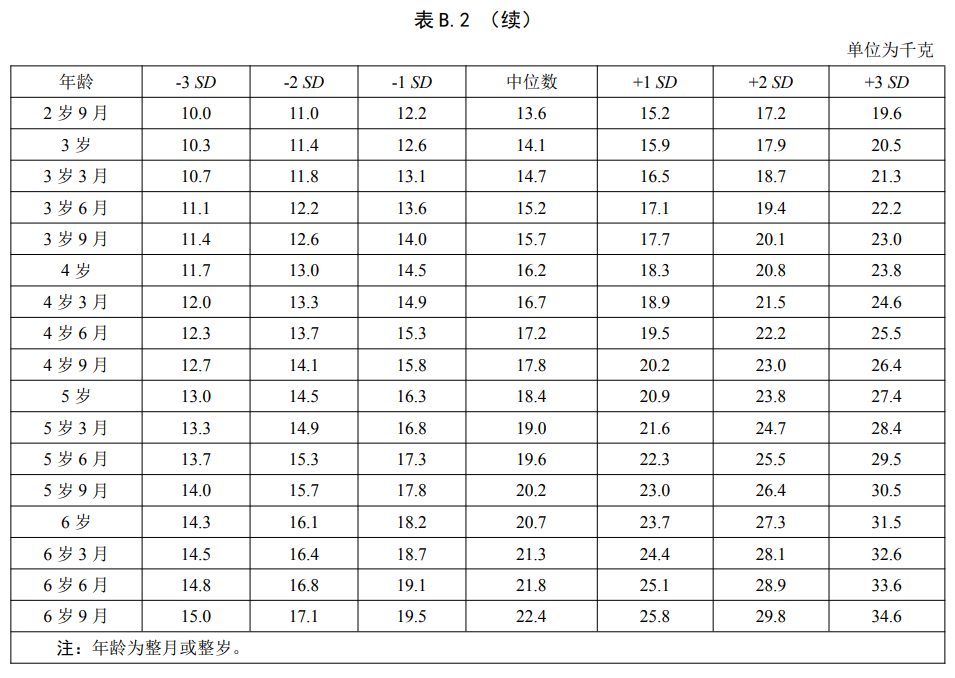 表 B.2 （续）
单位为千克
年龄 -3 SD -2 SD -1 SD 中位数 +1 SD +2 SD +3 SD
2 岁 9 月 10.0 11.0 12.2 13.6 15.2 17.2 19.6
3 岁 10.3 11.4 12.6 14.1 15.9 17.9 20.5
3 岁 3 月 10.7 11.8 13.1 14.7 16.5 18.7 21.3
3 岁 6 月 11.1 12.2 13.6 15.2 17.1 19.4 22.2
3 岁 9 月 11.4 12.6 14.0 15.7 17.7 20.1 23.0
4 岁 11.7 13.0 14.5 16.2 18.3 20.8 23.8
4 岁 3 月 12.0 13.3 14.9 16.7 18.9 21.5 24.6
4 岁 6 月 12.3 13.7 15.3 17.2 19.5 22.2 25.5
4 岁 9 月 12.7 14.1 15.8 17.8 20.2 23.0 26.4
5 岁 13.0 14.5 16.3 18.4 20.9 23.8 27.4
5 岁 3 月 13.3 14.9 16.8 19.0 21.6 24.7 28.4
5 岁 6 月 13.7 15.3 17.3 19.6 22.3 25.5 29.5
5 岁 9 月 14.0 15.7 17.8 20.2 23.0 26.4 30.5
6 岁 14.3 16.1 18.2 20.7 23.7 27.3 31.5
6 岁 3 月 14.5 16.4 18.7 21.3 24.4 28.1 32.6
6 岁 6 月 14.8 16.8 19.1 21.8 25.1 28.9 33.6
6 岁 9 月 15.0 17.1 19.5 22.4 25.8 29.8 34.6
注：年龄为整月或整岁。